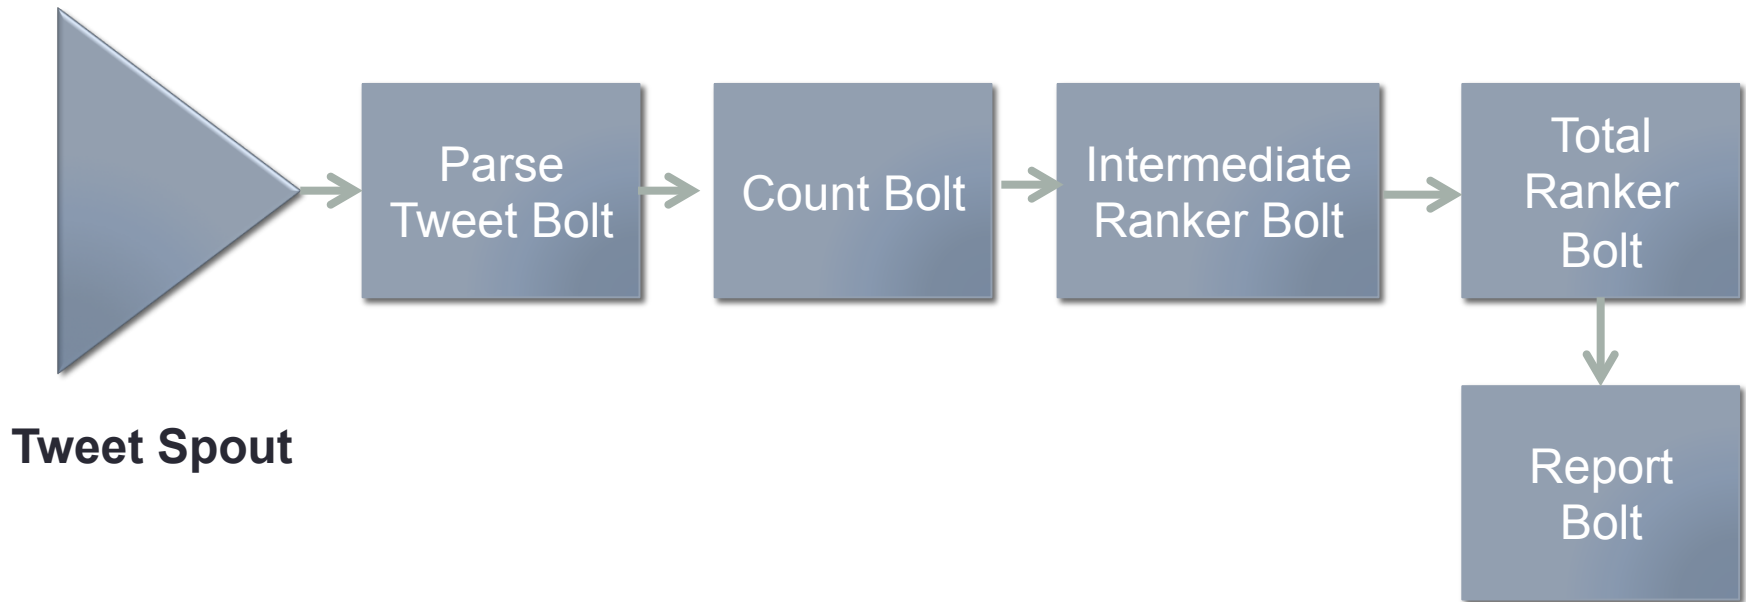 Parse
Tweet Bolt
Count Bolt
Intermediate
Ranker Bolt
Total
Ranker
Bolt
Tweet Spout
Report
Bolt